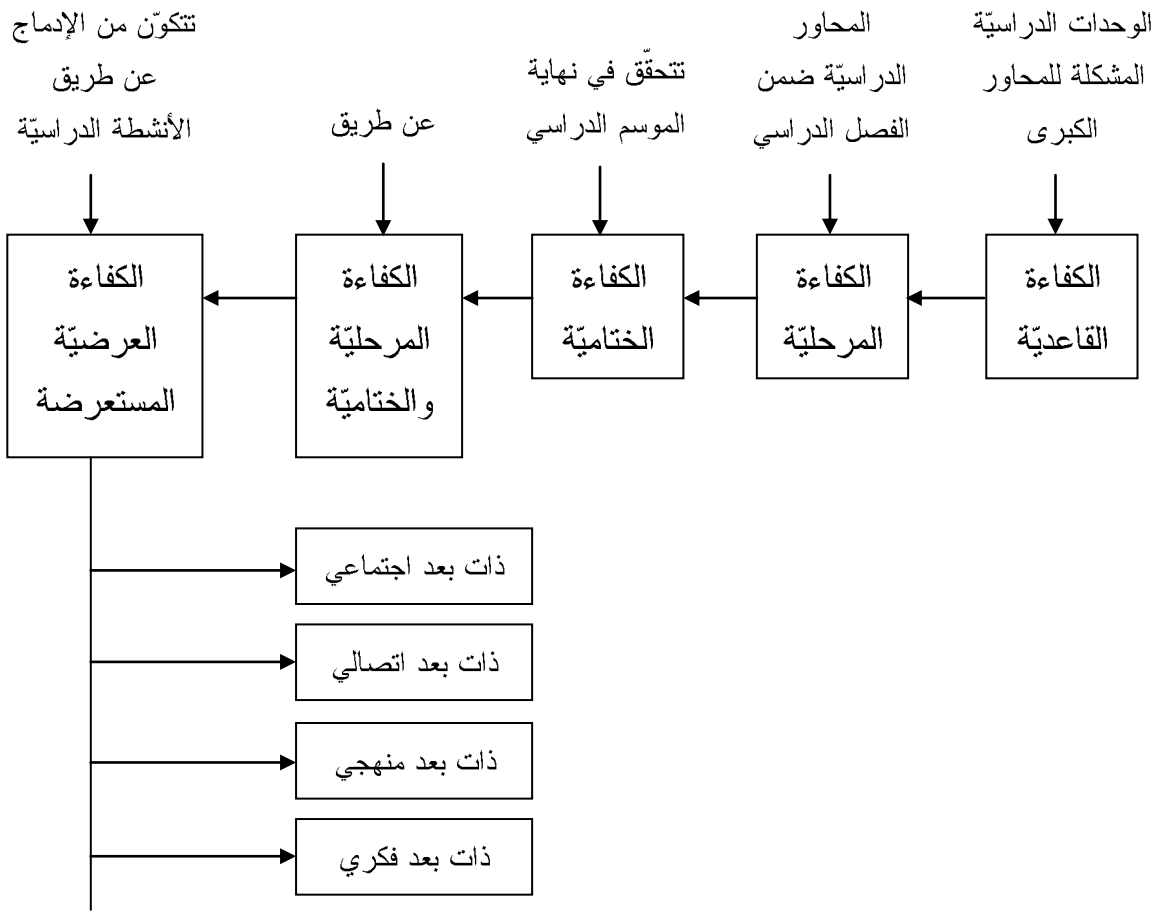 الوحدات الدراسيّة
المشكلة للمحاور
الكبرى
المحاور
الدراسيّة ضمن
الفصل الدراسي
تتحقّق في نهاية
الموسم الدراسي
عن طريق
تتكوّن من الإدماج
عن طريق
الأنشطة الدراسيّة
الكفاءة
القاعديّة
الكفاءة
المرحليّة
الكفاءة
الختاميّة
الكفاءة
المرحليّة
والختاميّة
الكفاءة
العرضيّة
المستعرضة
ذات بعد اجتماعي
ذات بعد اتصالي
ذات بعد منهجي
ذات بعد فكري